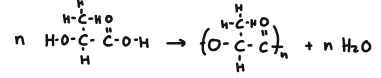 H H
H-C-H O H-C-H O
n H-O-C-C-O-H → (O-C-C)n + n H₂O
H H